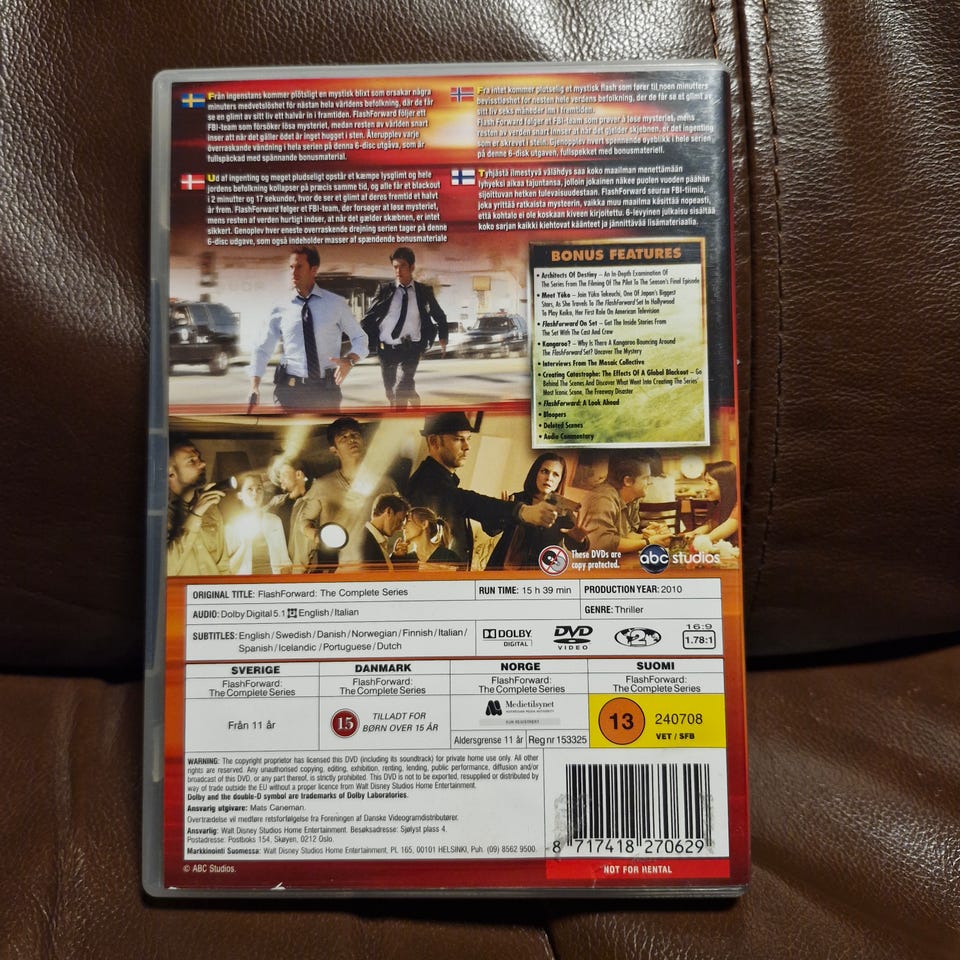 Från ingenstans kommer plötsligt en mystisk blixt som orsakar några
minuters medvetslöshet för nästan hela världens befolkning, där de får
se en glimt av sitt liv ett halvår in i framtiden. FlashForward följer ett
FBI-team som försöker lösa mysteriet, medan resten av världen snart
inser att när det gäller ödet är inget hugget i sten. Återupplev varje
överraskande vändning i hela serien på denna 6-disc utgåva, som är
fullspäckad med spännande bonusmaterial.
Fra intet kommer plutselig et mystisk flash som fører til noen minutters
bevisstløshet for nesten hele verdens befolkning, der de får se et glimt av
sitt liv seks måneder inn i fremtiden.
FlashForward følger et FBI-team som prøver å løse mysteriet, mens
resten av verden snart innser at når det gjelder skjebnen, er det ingenting
som er skrevet i stein. Gjenopplev hvert spennende øyeblikk i hele serien
på denne 6-disk utgaven, fullspekket med bonusmateriell.
Ud af ingenting og meget pludseligt opstår et kæmpe lysglimt og hele
jordens befolkning kollapser på præcis samme tid, og alle får et blackout
i 2 minutter og 17 sekunder, hvor de ser et glimt af deres fremtid et halvt
år frem. FlashForward følger et FBI-team, der forsøger at løse mysteriet,
mens resten af verden hurtigt indser, at når det gælder skæbnen, er intet
sikkert. Genoplev hver eneste overraskende drejning serien tager på denne
6-disc udgave, som også indeholder masser af spændende bonusmateriale
Tyhjästä ilmestyvä välähdys saa koko maailman menettämään
lyhyeksi aikaa tajuntansa, jolloin jokainen näkee puolen vuoden päähän
sijoittuvan hetken tulevaisuudestaan. FlashForward seuraa FBI-tiimiä,
joka yrittää ratkaista mysteerin, vaikka muu maailma käsittää nopeasti,
että kohtalo ei ole koskaan kiveen kirjoitettu. 6-levyinen julkaisu sisältää
koko sarjan kaikki kiehtovat käänteet ja jännittävää lisämateriaalia.
BONUS FEATURES
• Architects Of Destiny – An In-Depth Examination Of
The Series From The Filming Of The Pilot To The Season's Final Episode
• Meet Yûko – Join Yûko Takeuchi, One Of Japan's Biggest
Stars, As She Travels To The FlashForward Set In Hollywood
To Play Keiko, Her First Role On American Television
• FlashForward On Set – Get The Inside Stories From
The Set With The Cast And Crew
• Kangaroo? – Why Is There A Kangaroo Bouncing Around
The FlashForward Set? Uncover The Mystery
• Interviews From The Mosaic Collective
• Creating Catastrophe: The Effects Of A Global Blackout – Go
Behind The Scenes And Discover What Went Into Creating The Series'
Most Iconic Scene, The Freeway Disaster
• FlashForward: A Look Ahead
• Bloopers
• Deleted Scenes
• Audio Commentary
These DVDs are
copy protected.
abc studios
ORIGINAL TITLE: FlashForward: The Complete Series
RUN TIME: 15 h 39 min
PRODUCTION YEAR: 2010
AUDIO: Dolby Digital 5.1 English / Italian
GENRE: Thriller
SUBTITLES: English / Swedish / Danish / Norwegian / Finnish / Italian /
Spanish / Icelandic / Portuguese / Dutch
DOLBY
DIGITAL
DVD
VIDEO
2
16:9
1.78:1
SVERIGE
FlashForward:
The Complete Series
Från 11 år
DANMARK
FlashForward:
The Complete Series
15
TILLADT FOR
BØRN OVER 15 ÅR
NORGE
FlashForward:
The Complete Series
Medietilsynet
NORWEGIAN MEDIA AUTHORITY
KUN REGISTRERT
Aldersgrense 11 år
Reg nr 153325
SUOMI
FlashForward:
The Complete Series
13
240708
VET / SFB
WARNING: The copyright proprietor has licensed this DVD (including its soundtrack) for private home use only. All other
rights are reserved. Any unauthorised copying, editing, exhibition, renting, lending, public performance, diffusion and/or
broadcast of this DVD, or any part thereof, is strictly prohibited. This DVD is not to be exported, resupplied or distributed by
way of trade outside the EU without a proper licence from Walt Disney Studios Home Entertainment.
Dolby and the double-D symbol are trademarks of Dolby Laboratories.
Ansvarig utgivare: Mats Caneman.
Overtrædelse vil medføre retsforfølgelse fra Foreningen af Danske Videogramdistributører.
Ansvarlig: Walt Disney Studios Home Entertainment. Besøksadresse: Sjølyst plass 4.
Postadresse: Postboks 154, Skøyen, 0212 Oslo.
Markkinointi Suomessa: Walt Disney Studios Home Entertainment, PL 165, 00101 HELSINKI, Puh. (09) 8562 9500.
8 717418 270629
© ABC Studios.
NOT FOR RENTAL